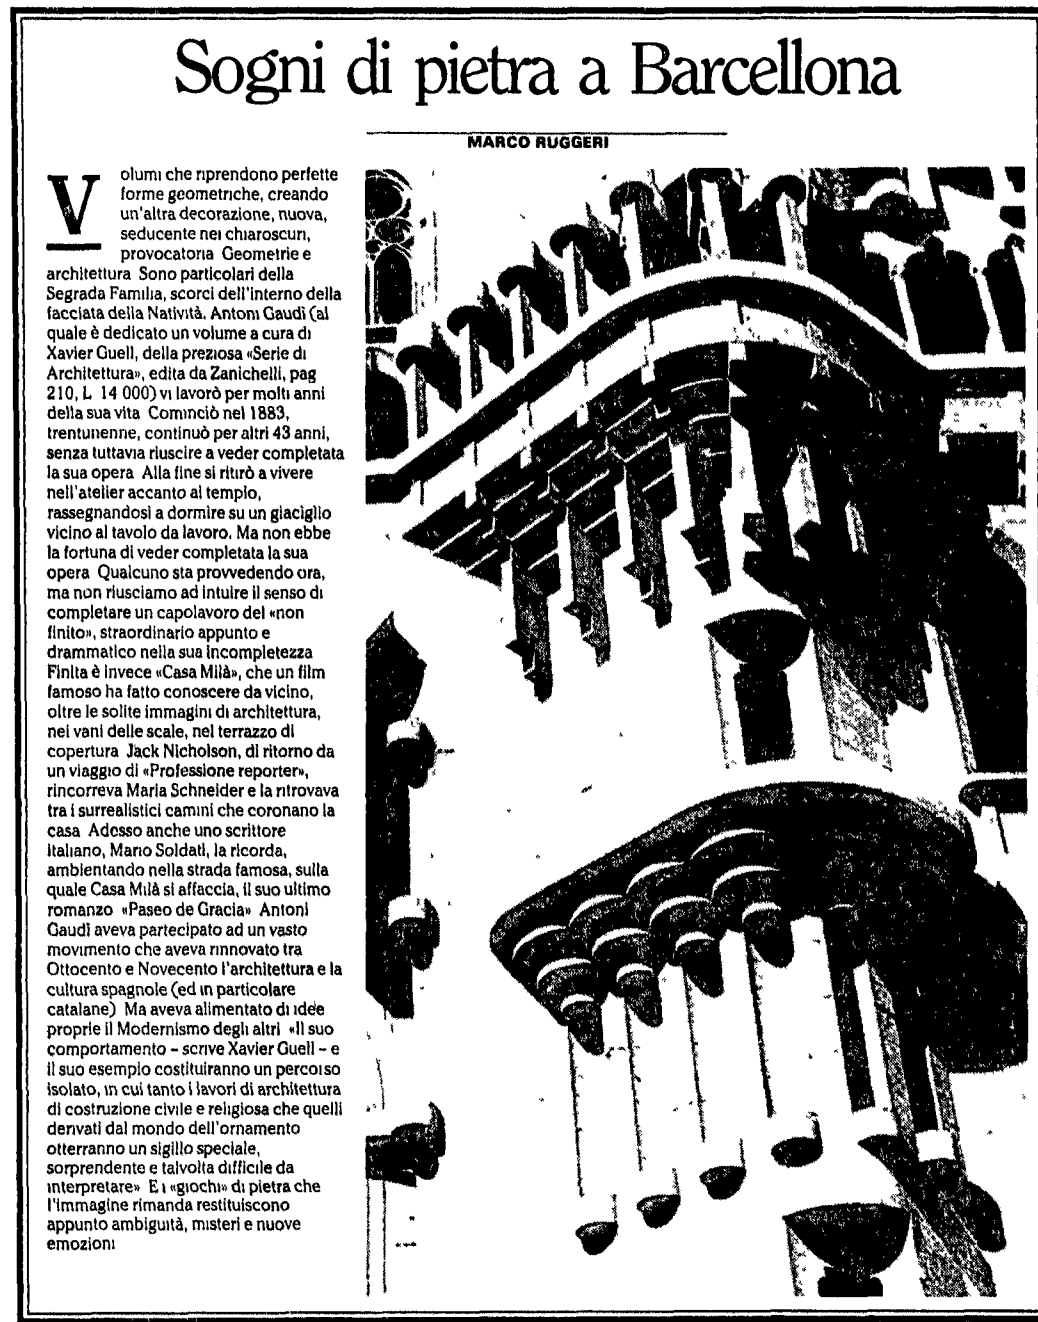 Sogni di pietra a Barcellona
MARCO RUGGERI
Volumi che riprendono perfette
forme geometriche, creando
un'altra decorazione, nuova,
seducente nei chiaroscuri,
provocatoria Geometrie e
architettura Sono particolari della
Segrada Familia, scorci dell'interno della
facciata della Natività. Antoni Gaudì (al
quale è dedicato un volume a cura di
Xavier Guell, della preziosa «Serie di
Architettura», edita da Zanichelli, pag
210, L 14 000) vi lavorò per molti anni
della sua vita Cominciò nel 1883,
trentunenne, continuò per altri 43 anni,
senza tuttavia riuscire a veder completata
la sua opera Alla fine si ritirò a vivere
nell'atelier accanto al templo,
rassegnandosi a dormire su un giaciglio
vicino al tavolo da lavoro. Ma non ebbe
la fortuna di veder completata la sua
opera Qualcuno sta provvedendo ora,
ma non riusciamo ad intuire il senso di
completare un capolavoro del «non
finito», straordinario appunto e
drammatico nella sua incompletezza
Finita è invece «Casa Milà», che un film
famoso ha fatto conoscere da vicino,
oltre le solite immagini di architettura,
nei vani delle scale, nel terrazzo di
copertura Jack Nicholson, di ritorno da
un viaggio di «Professione reporter»,
rincorreva Maria Schneider e la ritrovava
tra i surrealistici camini che coronano la
casa Adesso anche uno scrittore
italiano, Mario Soldati, la ricorda,
ambientando nella strada famosa, sulla
quale Casa Milà si affaccia, il suo ultimo
romanzo «Paseo de Gracia» Antoni
Gaudì aveva partecipato ad un vasto
movimento che aveva rinnovato tra
Ottocento e Novecento l'architettura e la
cultura spagnole (ed in particolare
catalane) Ma aveva alimentato di idee
proprie il Modernismo degli altri «Il suo
comportamento – scrive Xavier Guell – e
il suo esempio costituiranno un percorso
isolato, in cui tanto i lavori di architettura
di costruzione civile e religiosa che quelli
derivati dal mondo dell'ornamento
otterranno un sigillo speciale,
sorprendente e talvolta difficile da
interpretare» E i «giochi» di pietra che
l'immagine rimanda restituiscono
appunto ambiguità, misteri e nuove
emozioni